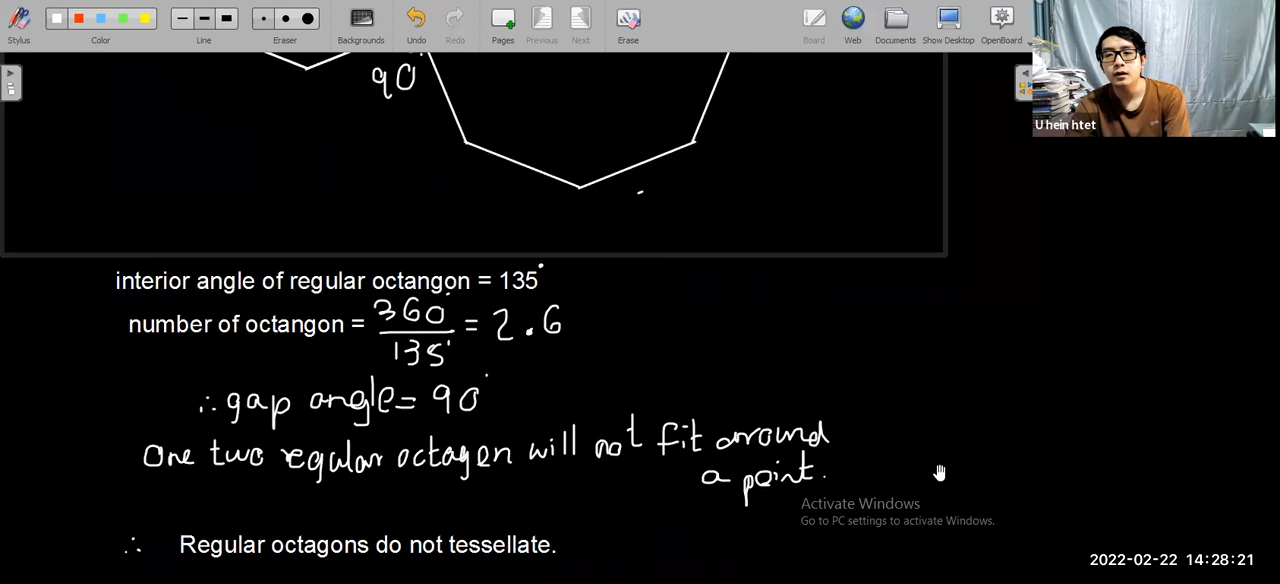 Stylus Color Line Eraser Backgrounds Undo Redo Pages Previous Next Erase Board Web Documents Show Desktop OpenBoard
U hein htet
90
interior angle of regular octangon = 135°
number of octangon = 360°/135° = 2.6
∴ gap angle = 90°
One two regular octagen will not fit around
a point.
Activate Windows
Go to PC settings to activate Windows.
∴ Regular octagons do not tessellate.
2022-02-22 14:28:21